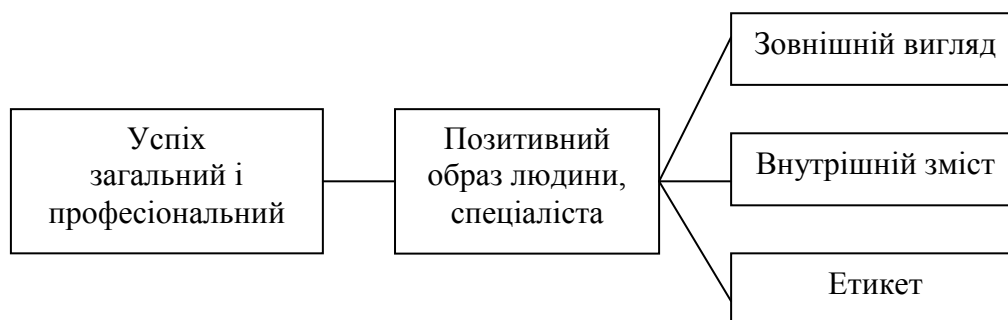 Успіх
загальний і
професіональний
Позитивний
образ людини,
спеціаліста
Зовнішній вигляд
Внутрішній зміст
Етикет